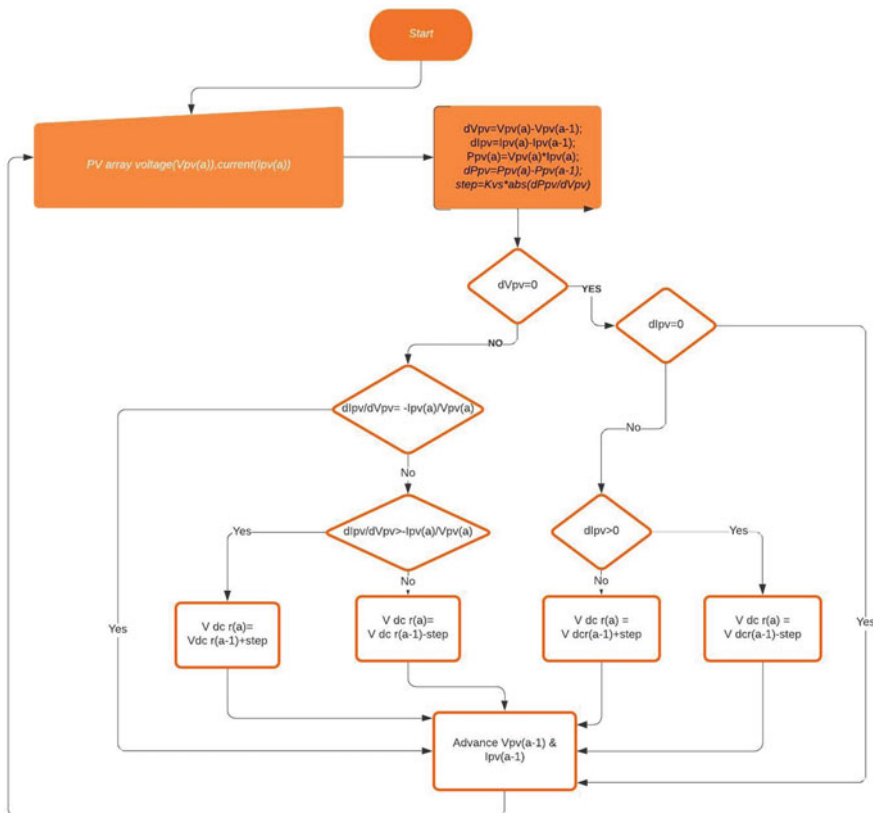 Start
PV array voltage(Vpv(a)),current(Ipv(a))
dVpv=Vpv(a)-Vpv(a-1);
dIpv=Ipv(a)-Ipv(a-1);
Ppv(a)=Vpv(a)*Ipv(a);
dPpv=Ppv(a)-Ppv(a-1);
step=Kvs*abs(dPpv/dVpv)
dVpv=0
YES
dIpv=0
NO
dIpv/dVpv= -Ipv(a)/Vpv(a)
No
No
dIpv/dVpv>-Ipv(a)/Vpv(a)
dIpv>0
Yes
No
No
Yes
V dc r(a)=
Vdc r(a-1)+step
V dc r(a)=
V dc r(a-1)-step
V dc r(a) =
V dcr(a-1)+step
V dc r(a) =
V dcr(a-1)-step
Yes
Yes
Advance Vpv(a-1) &
Ipv(a-1)